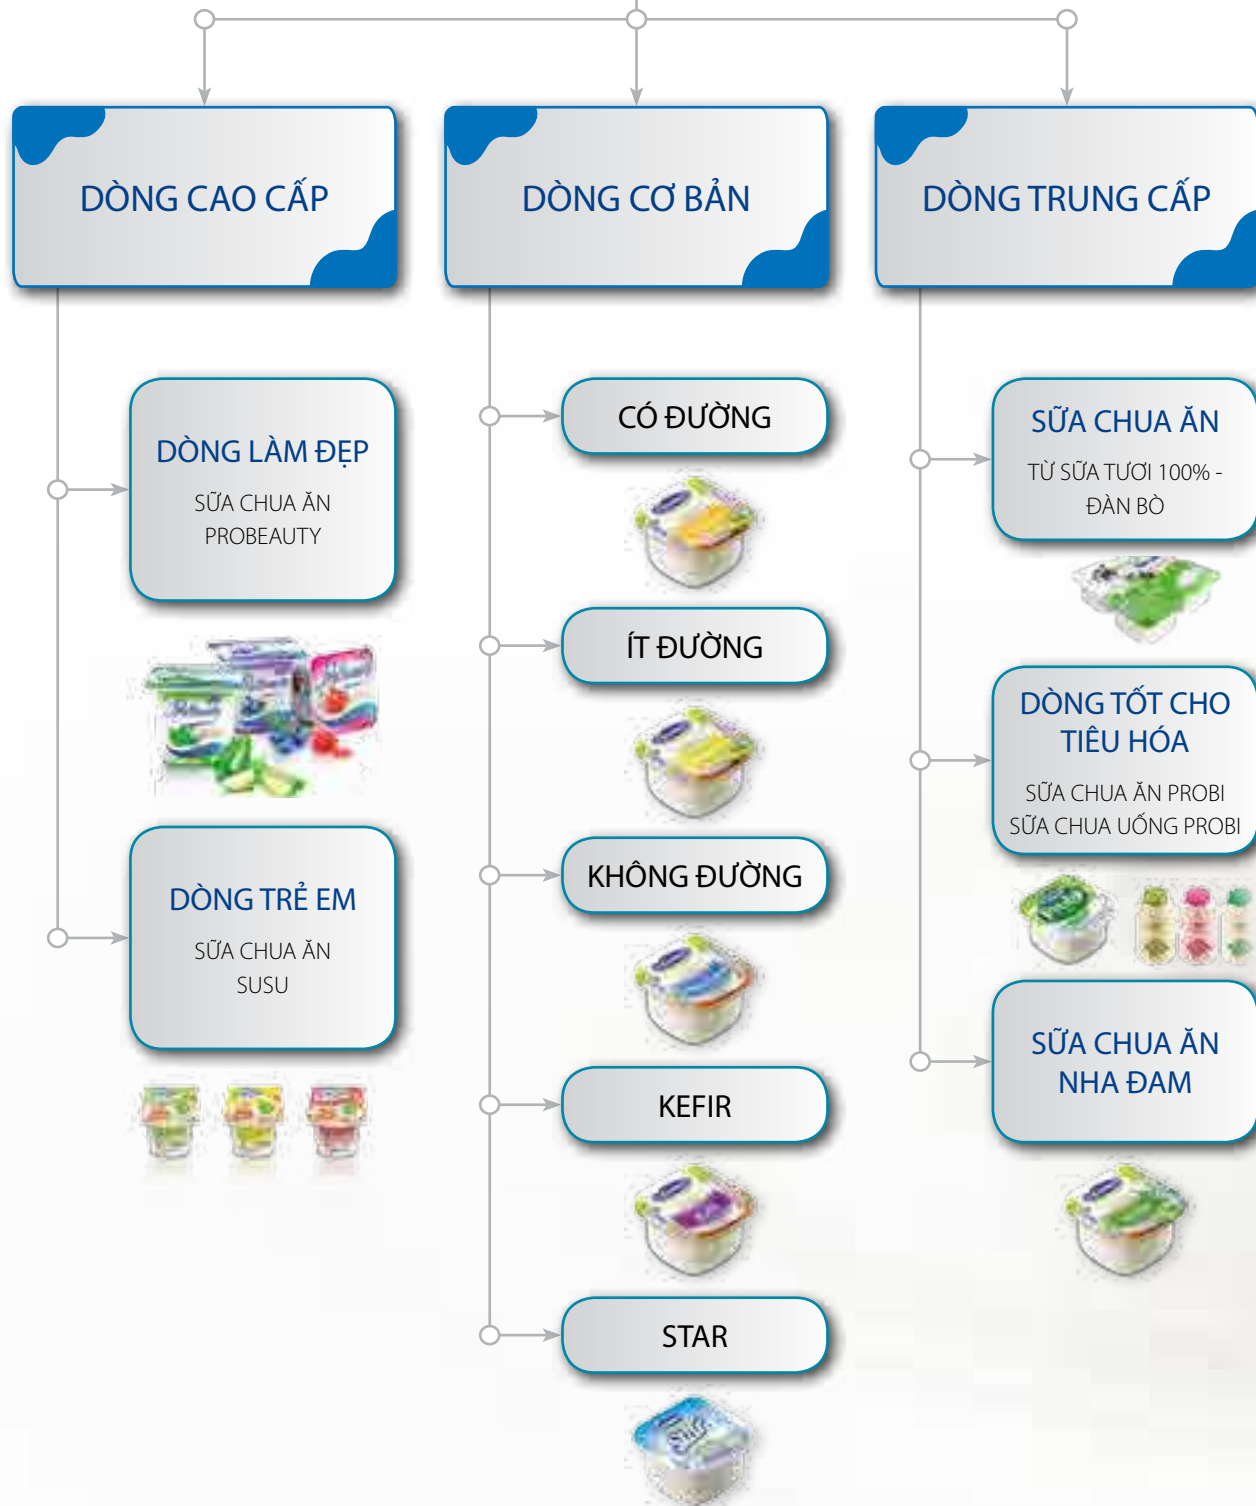 DÒNG CAO CẤP
DÒNG LÀM ĐẸP
SỮA CHUA ĂN
PROBEAUTY
DÒNG TRẺ EM
SỮA CHUA ĂN
SUSU
DÒNG CƠ BẢN
CÓ ĐƯỜNG
ÍT ĐƯỜNG
KHÔNG ĐƯỜNG
KEFIR
STAR
DÒNG TRUNG CẤP
SỮA CHUA ĂN
TỪ SỮA TƯƠI 100% -
ĐÀN BÒ
DÒNG TỐT CHO
TIÊU HÓA
SỮA CHUA ĂN PROBI
SỮA CHUA UỐNG PROBI
SỮA CHUA ĂN
NHA ĐAM